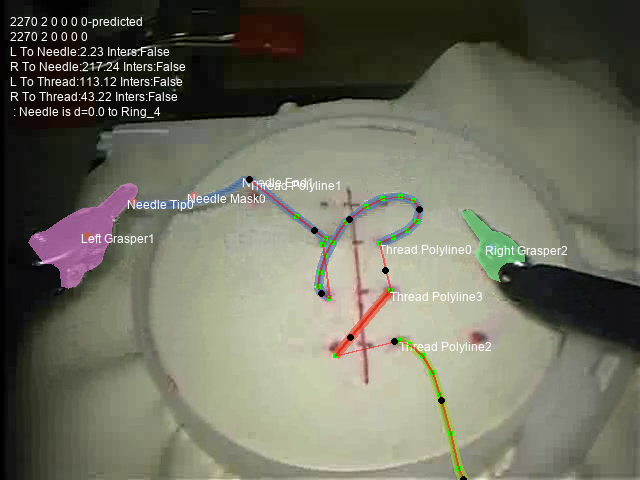 2270 2 0 0 0 0-predicted
2270 2 0 0 0 0
L To Needle:2.23 Inters:False
R To Needle:217.24 Inters:False
L To Thread:113.12 Inters:False
R To Thread:43.22 Inters:False
: Needle is d=0.0 to Ring_4
Needle End1
Thread Polyline1
Needle Mask0
Needle Tip0
Left Grasper1
Thread Polyline0
Right Grasper2
Thread Polyline3
Thread Polyline2